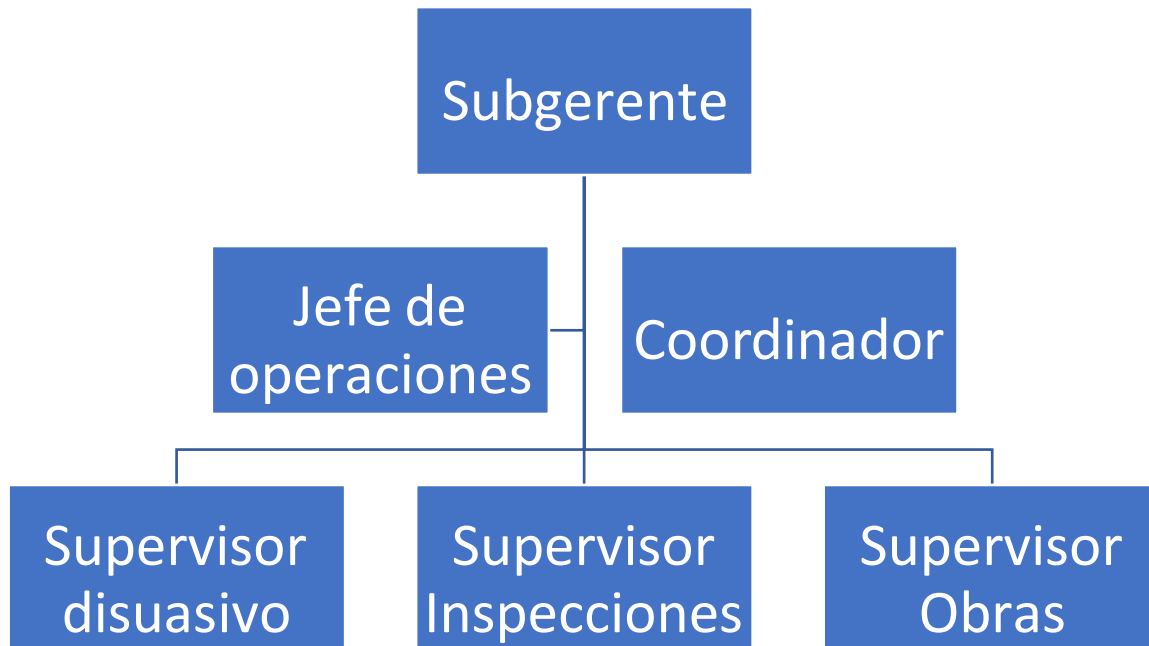 Subgerente
Jefe de
operaciones
Coordinador
Supervisor
disuasivo
Supervisor
Inspecciones
Supervisor
Obras